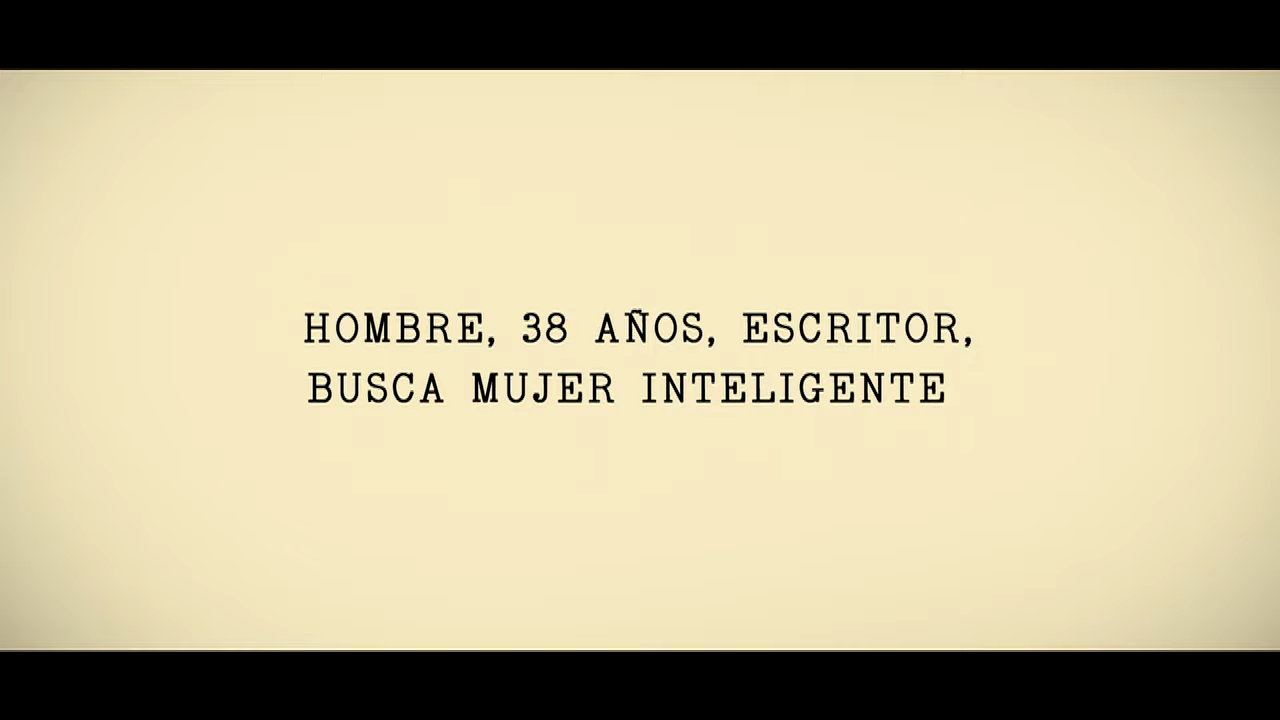 HOMBRE, 38 AÑOS, ESCRITOR,
BUSCA MUJER INTELIGENTE